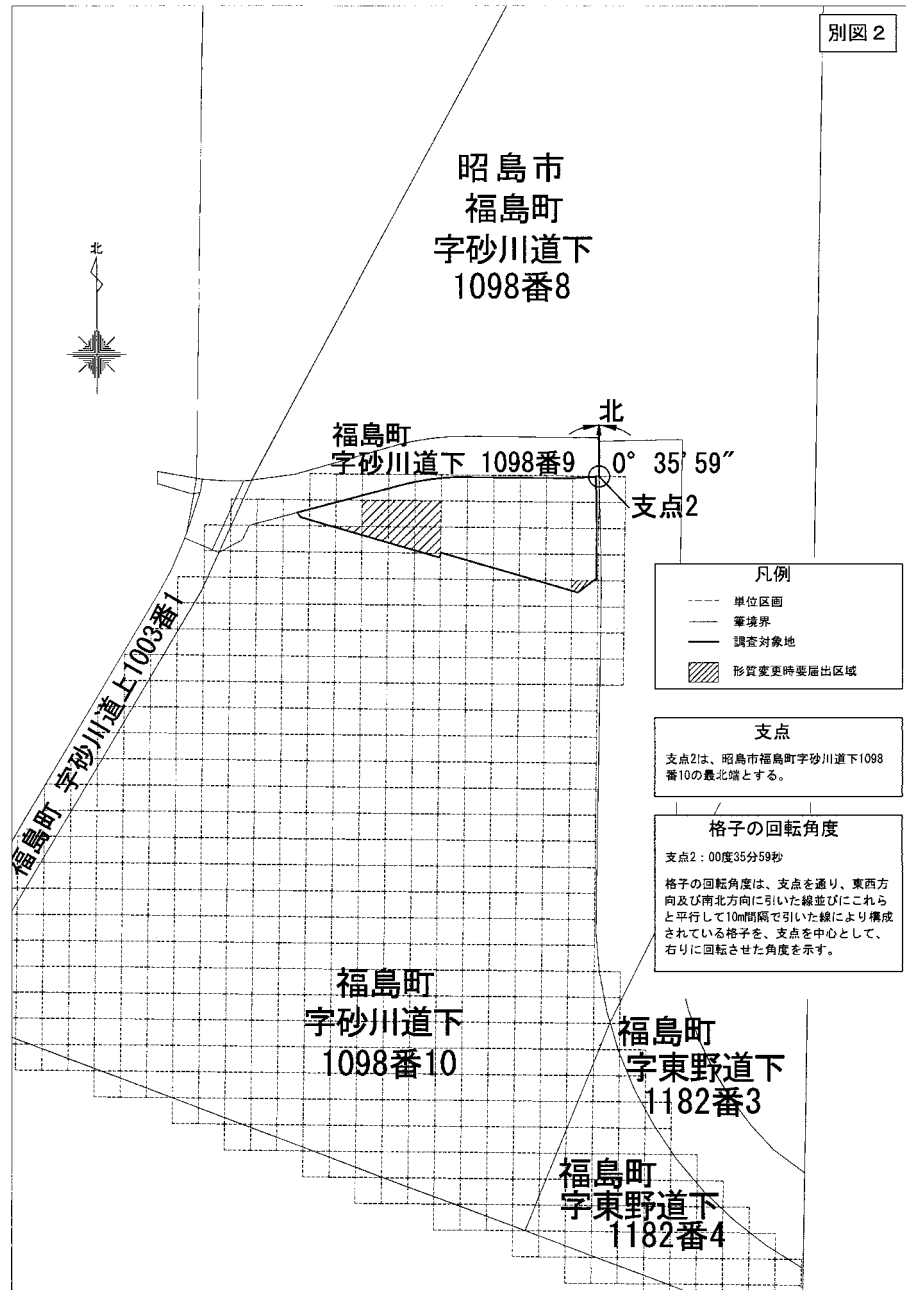 別図2
昭島市
福島町
字砂川道下
1098番8
北
北
福島町
字砂川道下 1098番9
0° 35′ 59″
支点2
福島町 字砂川道上1003番1
凡例
単位区画
筆境界
調査対象地
形質変更時要届出区域
支点
支点2は、昭島市福島町字砂川道下1098
番10の最北端とする。
格子の回転角度
支点2：00度35分59秒
格子の回転角度は、支点を通り、東西方
向及び南北方向に引いた線並びにこれら
と平行して10m間隔で引いた線により構成
されている格子を、支点を中心として、
右りに回転させた角度を示す。
福島町
字砂川道下
1098番10
福島町
字東野道下
1182番3
福島町
字東野道下
1182番4